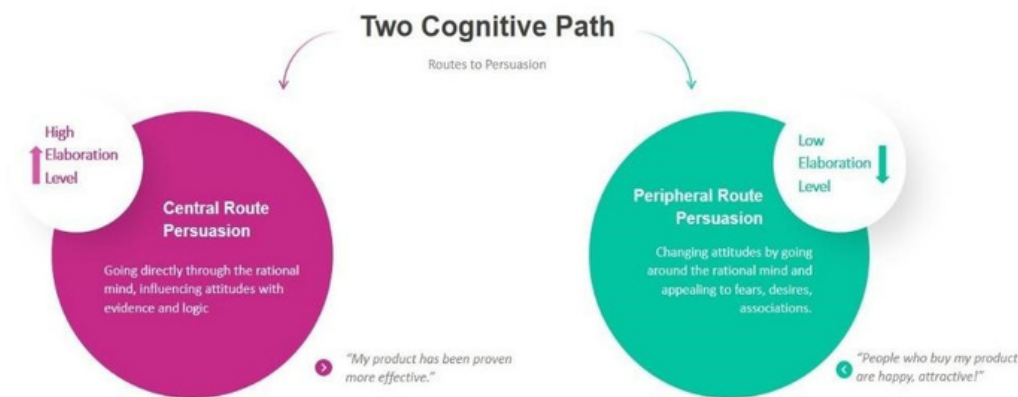 Two Cognitive Path
Routes to Persuasion
High
Elaboration
Level
Central Route
Persuasion
Going directly through the rational
mind, influencing attitudes with
evidence and logic
"My product has been proven
more effective."
Low
Elaboration
Level
Peripheral Route
Persuasion
Changing attitudes by going
around the rational mind and
appealing to fears, desires,
associations.
"People who buy my product
are happy, attractive!"